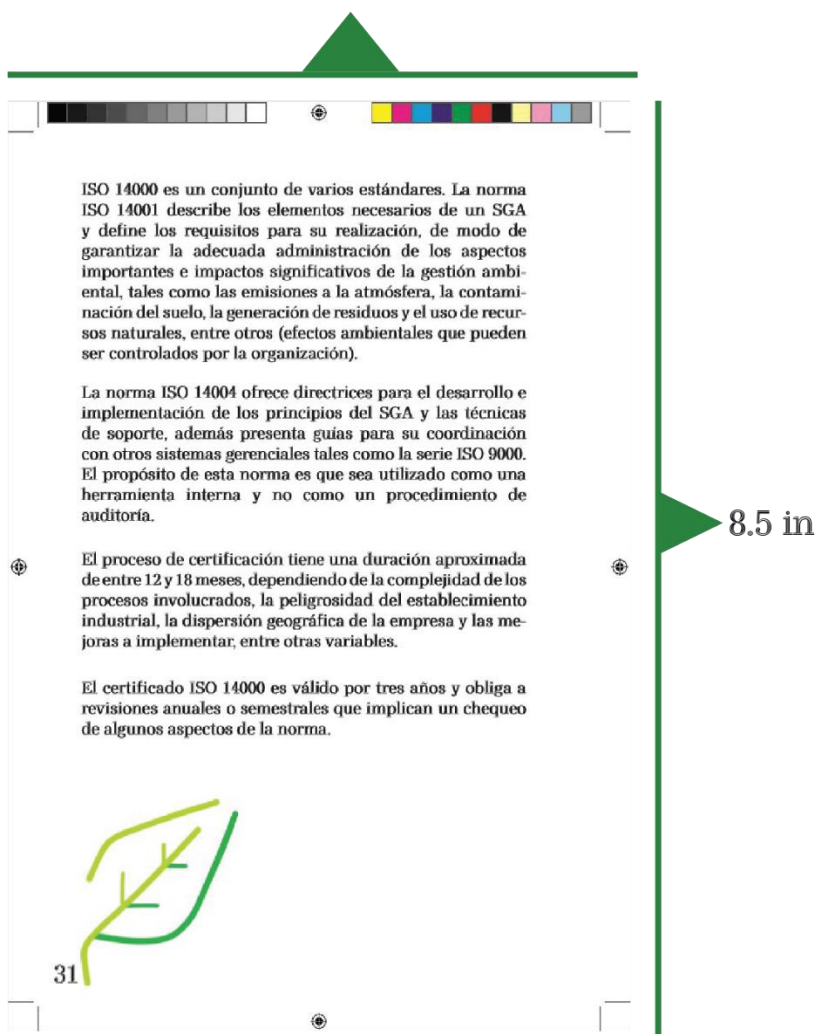 ISO 14000 es un conjunto de varios estándares. La norma
ISO 14001 describe los elementos necesarios de un SGA
y define los requisitos para su realización, de modo de
garantizar la adecuada administración de los aspectos
importantes e impactos significativos de la gestión ambi-
ental, tales como las emisiones a la atmósfera, la contami-
nación del suelo, la generación de residuos y el uso de recur-
sos naturales, entre otros (efectos ambientales que pueden
ser controlados por la organización).
La norma ISO 14004 ofrece directrices para el desarrollo e
implementación de los principios del SGA y las técnicas
de soporte, además presenta guías para su coordinación
con otros sistemas gerenciales tales como la serie ISO 9000.
El propósito de esta norma es que sea utilizado como una
herramienta interna y no como un procedimiento de
auditoría.
El proceso de certificación tiene una duración aproximada
de entre 12 y 18 meses, dependiendo de la complejidad de los
procesos involucrados, la peligrosidad del establecimiento
industrial, la dispersión geográfica de la empresa y las me-
joras a implementar, entre otras variables.
El certificado ISO 14000 es válido por tres años y obliga a
revisiones anuales o semestrales que implican un chequeo
de algunos aspectos de la norma.
8.5 in
31